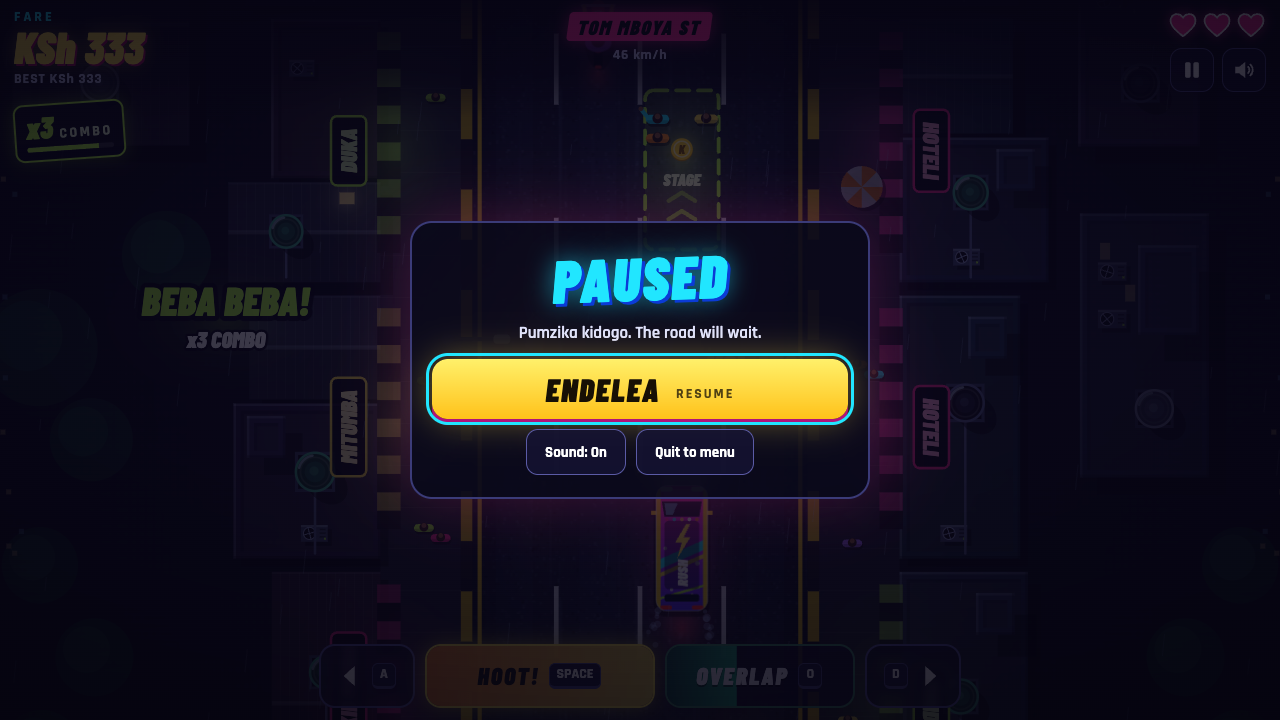 FARE
KSh 333
BEST KSh 333
x3 COMBO
TOM MBOYA ST
46 km/h
DUKA
HOTELI
K
STAGE
BEBA BEBA!
x3 COMBO
PAUSED
Pumzika kidogo. The road will wait.
ENDELEA RESUME
Sound: On
Quit to menu
MITUMBA
HOTELI
RUSH
A
HOOT! SPACE
OVERLAP O
D